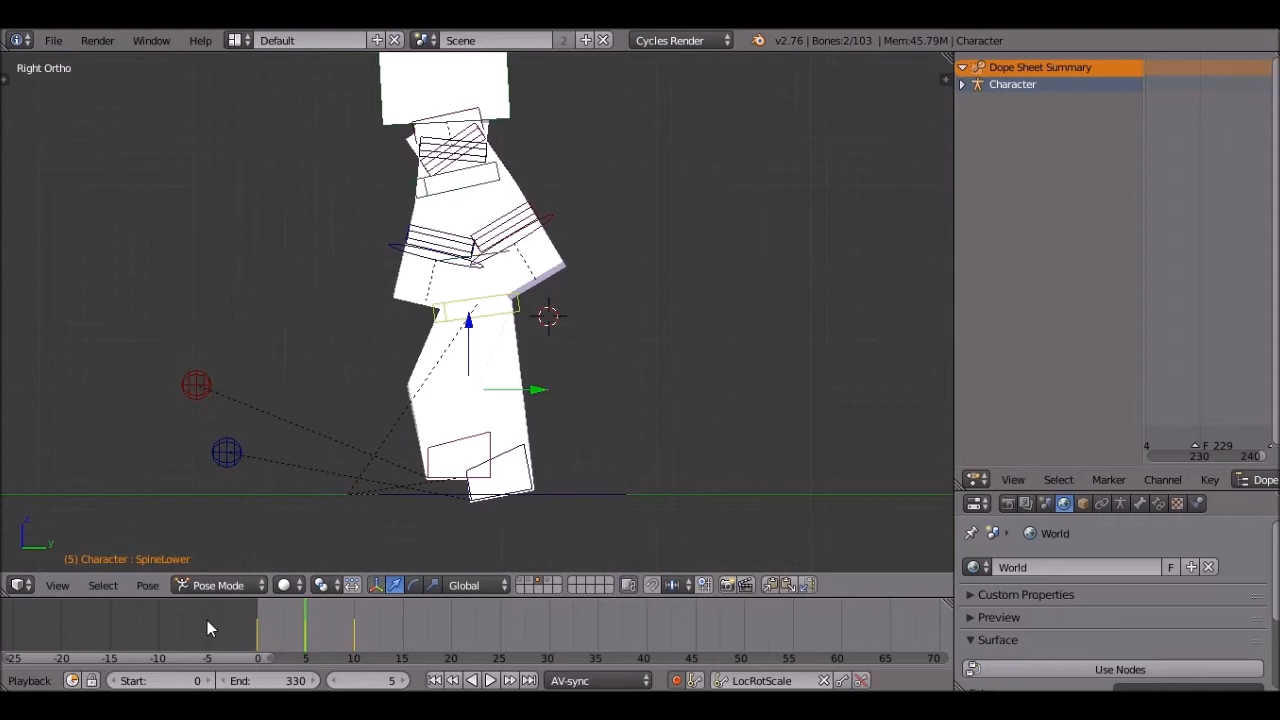 File Render Window Help Default Scene 2 Cycles Render v2.76 | Bones:2/103 | Mem:45.79M | Character
Right Ortho
Dope Sheet Summary
Character
4 F 229
230 240
View Select Marker Channel Key Dope
z
y
World
World F
Custom Properties
Preview
Surface
Use Nodes
(5) Character : SpineLower
View Select Pose Pose Mode Global
-25 -20 -15 -10 -5 0 5 10 15 20 25 30 35 40 45 50 55 60 65 70
Playback Start: 0 End: 330 5 AV-sync LocRotScale